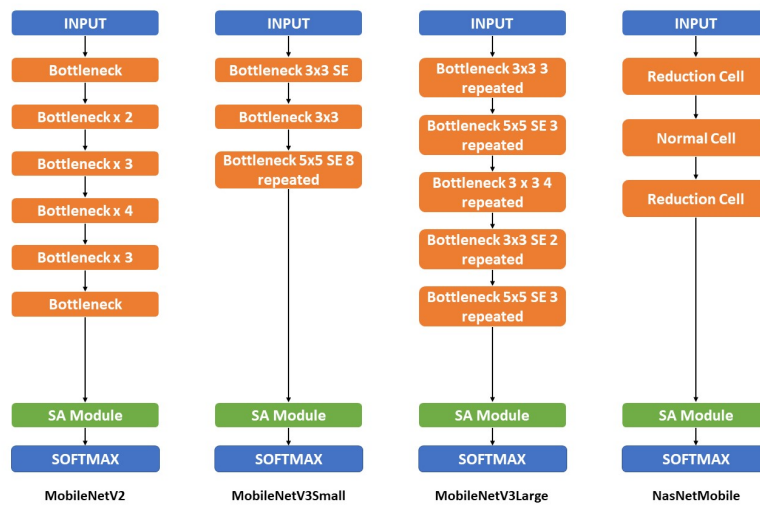 INPUT
Bottleneck
Bottleneck x 2
Bottleneck x 3
Bottleneck x 4
Bottleneck x 3
Bottleneck
SA Module
SOFTMAX
MobileNetV2
INPUT
Bottleneck 3x3 SE
Bottleneck 3x3
Bottleneck 5x5 SE 8
repeated
SA Module
SOFTMAX
MobileNetV3Small
INPUT
Bottleneck 3x3 3
repeated
Bottleneck 5x5 SE 3
repeated
Bottleneck 3 x 3 4
repeated
Bottleneck 3x3 SE 2
repeated
Bottleneck 5x5 SE 3
repeated
SA Module
SOFTMAX
MobileNetV3Large
INPUT
Reduction Cell
Normal Cell
Reduction Cell
SA Module
SOFTMAX
NasNetMobile